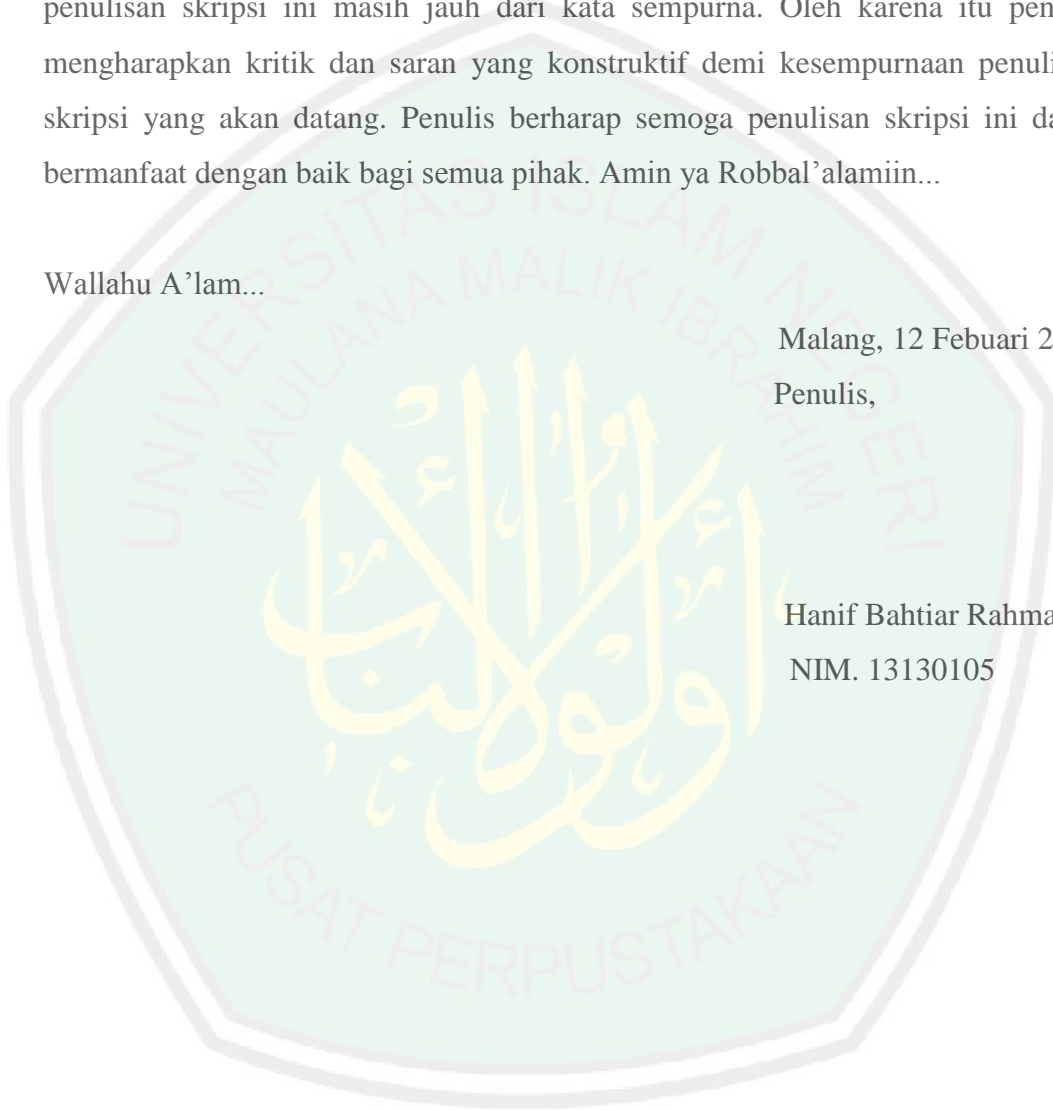 penulisan skripsi ini masih jauh dari kata sempurna. Oleh karena itu pen
mengharapkan kritik dan saran yang konstruktif demi kesempurnaan penuli
skripsi yang akan datang. Penulis berharap semoga penulisan skripsi ini da
bermanfaat dengan baik bagi semua pihak. Amin ya Robbal’alamiin...
Wallahu A’lam...
Malang, 12 Febuari 2
Penulis,
Hanif Bahtiar Rahma
NIM. 13130105
UNIVERSITAS ISLAM NEGERI
MAULANA MALIK IBRAHIM
PUSAT PERPUSTAKAAN